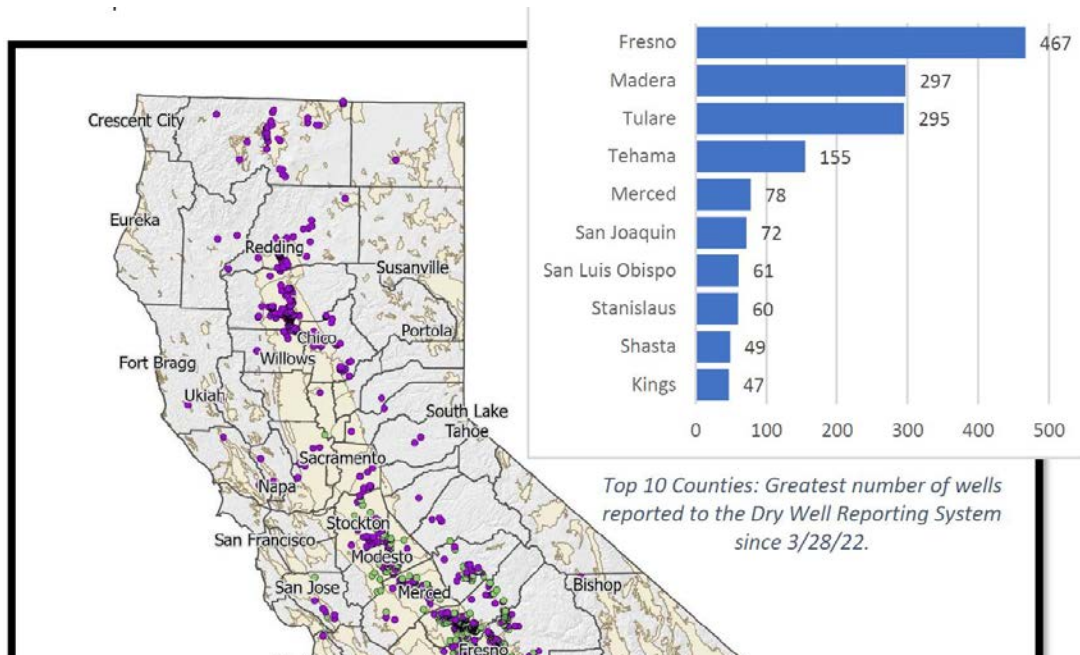 Fresno 467
Madera 297
Tulare 295
Tehama 155
Merced 78
San Joaquin 72
San Luis Obispo 61
Stanislaus 60
Shasta 49
Kings 47
0 100 200 300 400 500
Top 10 Counties: Greatest number of wells
reported to the Dry Well Reporting System
since 3/28/22.
Crescent City
Eureka
Redding
Susanville
Chico
Portola
Willows
Fort Bragg
Ukiah
South Lake
Tahoe
Sacramento
Napa
Stockton
San Francisco
Modesto
San Jose
Merced
Bishop
Fresno